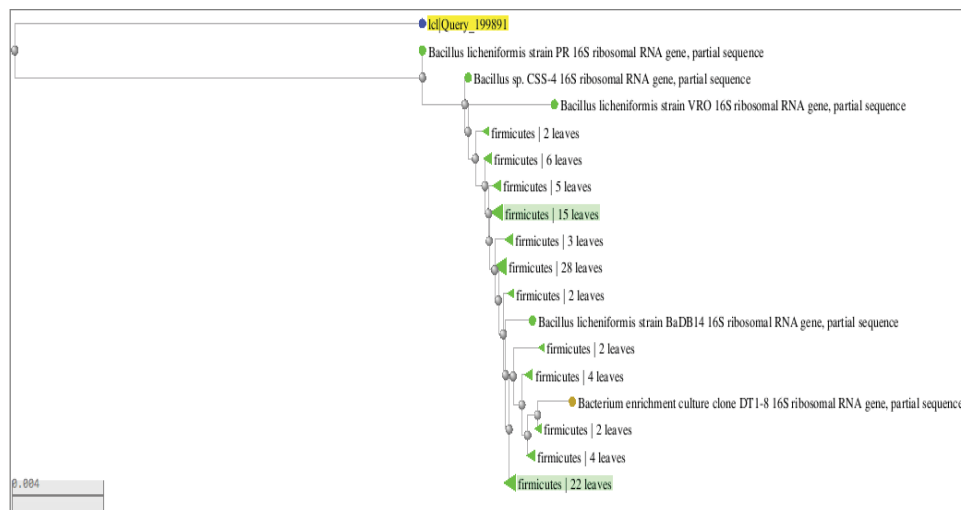 lcl|Query_199891
Bacillus licheniformis strain PR 16S ribosomal RNA gene, partial sequence
Bacillus sp. CSS-4 16S ribosomal RNA gene, partial sequence
Bacillus licheniformis strain VRO 16S ribosomal RNA gene, partial sequence
firmicutes | 2 leaves
firmicutes | 6 leaves
firmicutes | 5 leaves
firmicutes | 15 leaves
firmicutes | 3 leaves
firmicutes | 28 leaves
firmicutes | 2 leaves
Bacillus licheniformis strain BaDB14 16S ribosomal RNA gene, partial sequence
firmicutes | 2 leaves
firmicutes | 4 leaves
Bacterium enrichment culture clone DT1-8 16S ribosomal RNA gene, partial sequence
firmicutes | 2 leaves
firmicutes | 4 leaves
firmicutes | 22 leaves
0.004